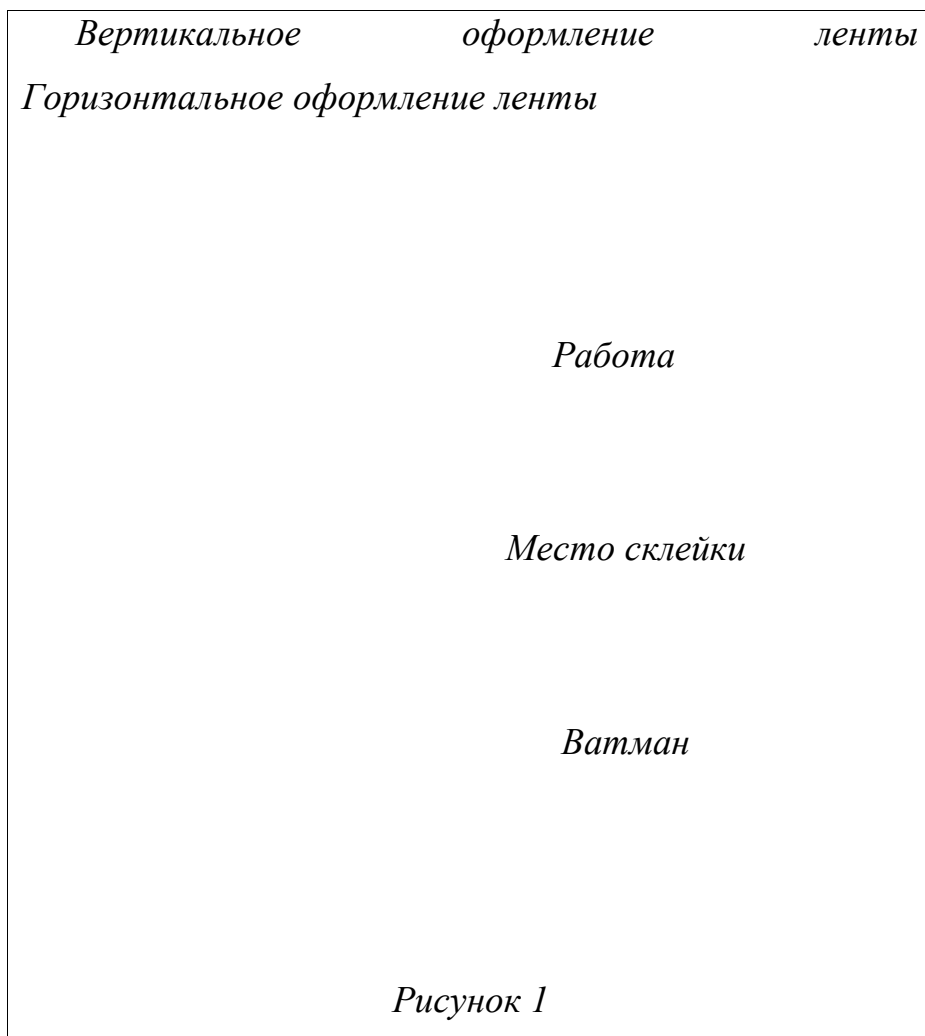 Вертикальное оформление ленты
Горизонтальное оформление ленты
Работа
Место склейки
Ватман
Рисунок 1